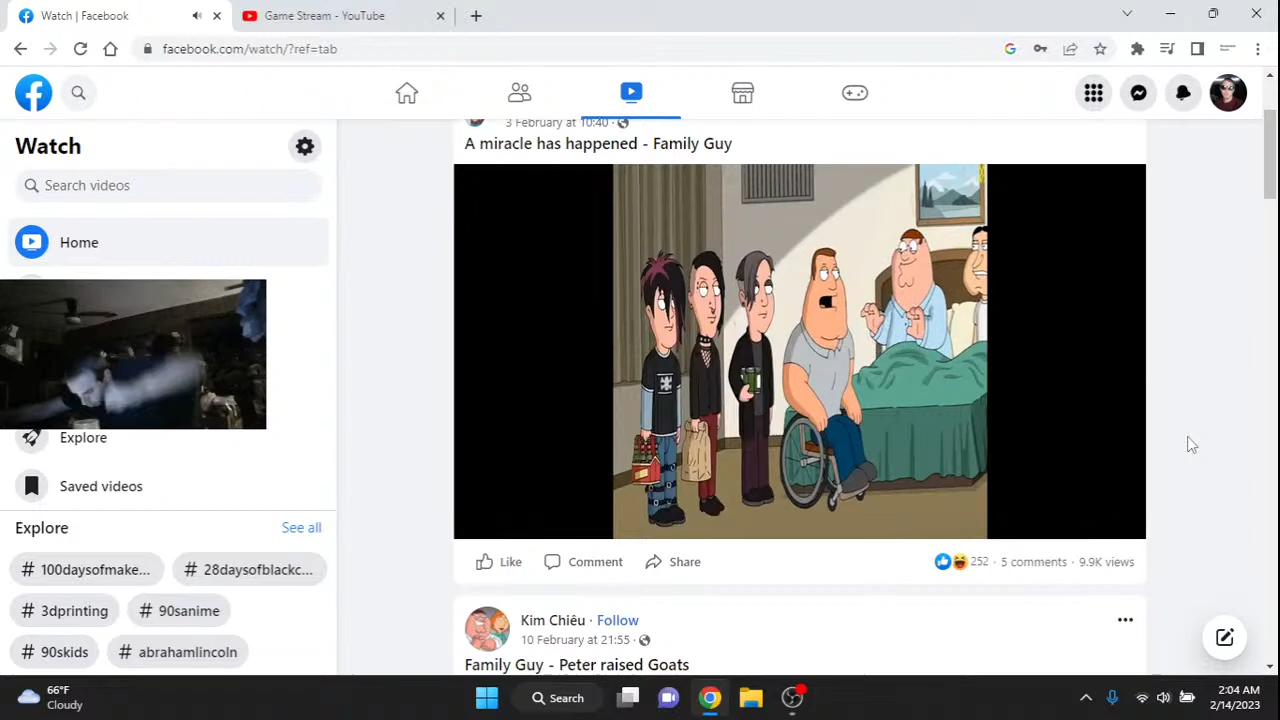 Watch | Facebook
Game Stream - YouTube
facebook.com/watch/?ref=tab
Watch
Search videos
Home
Explore
Saved videos
Explore
See all
# 100daysofmake...
# 28daysofblackc...
# 3dprinting
# 90sanime
# 90skids
# abrahamlincoln
3 February at 10:40
A miracle has happened - Family Guy
Like
Comment
Share
252 · 5 comments · 9.9K views
Kim Chiêu · Follow
10 February at 21:55
Family Guy - Peter raised Goats
66°F
Cloudy
Search
2:04 AM
2/14/2023